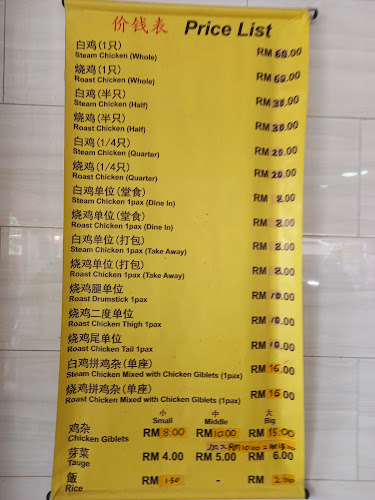 价钱表 Price List
白鸡(1只) RM 60.00
Steam Chicken (Whole)
烧鸡(1只) RM 60.00
Roast Chicken (Whole)
白鸡(半只) RM 30.00
Steam Chicken (Half)
烧鸡(半只) RM 30.00
Roast Chicken (Half)
白鸡(1/4只) RM 20.00
Steam Chicken (Quarter)
烧鸡(1/4只) RM 20.00
Roast Chicken (Quarter)
白鸡单位(堂食) RM 8.00
Steam Chicken 1pax (Dine In)
烧鸡单位(堂食) RM 8.00
Roast Chicken 1pax (Dine In)
白鸡单位(打包) RM 8.00
Steam Chicken 1pax (Take Away)
烧鸡单位(打包) RM 8.00
Roast Chicken 1pax (Take Away)
烧鸡腿单位 RM 10.00
Roast Drumstick 1pax
烧鸡二度单位 RM 10.00
Roast Chicken Thigh 1pax
烧鸡尾单位 RM 10.00
Roast Chicken Tail 1pax
白鸡拼鸡杂(单座) RM 15.00
Steam Chicken Mixed with Chicken Giblets (1pax)
烧鸡拼鸡杂(单座) RM 15.00
Roast Chicken Mixed with Chicken Giblets (1pax)
小 中 大
Small Middle Big
鸡杂 RM 8:00 RM 10:00 RM 15:00
Chicken Giblets
加大 RM
芽菜 RM 4.00 RM 5.00 RM 6.00
Tauge
飯 RM 1.50 - RM
Rice